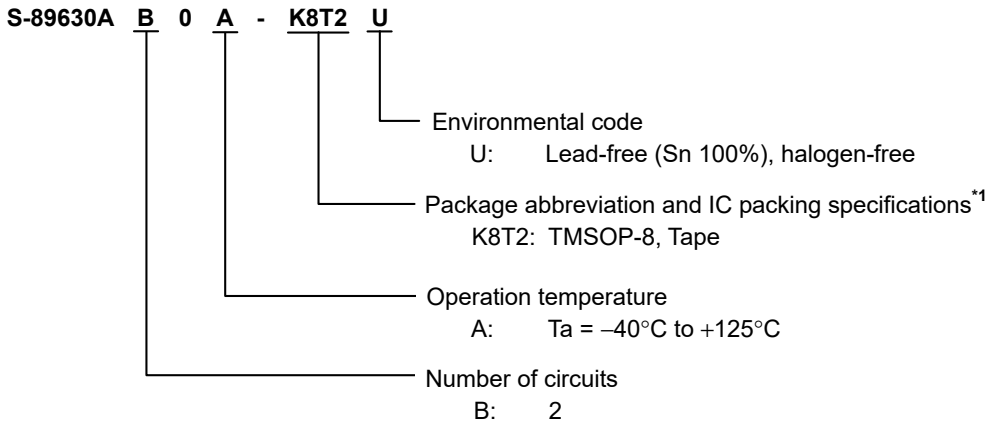 S-89630A B 0 A - K8T2 U
Environmental code
U: Lead-free (Sn 100%), halogen-free
Package abbreviation and IC packing specifications*1
K8T2: TMSOP-8, Tape
Operation temperature
A: Ta = −40°C to +125°C
Number of circuits
B: 2